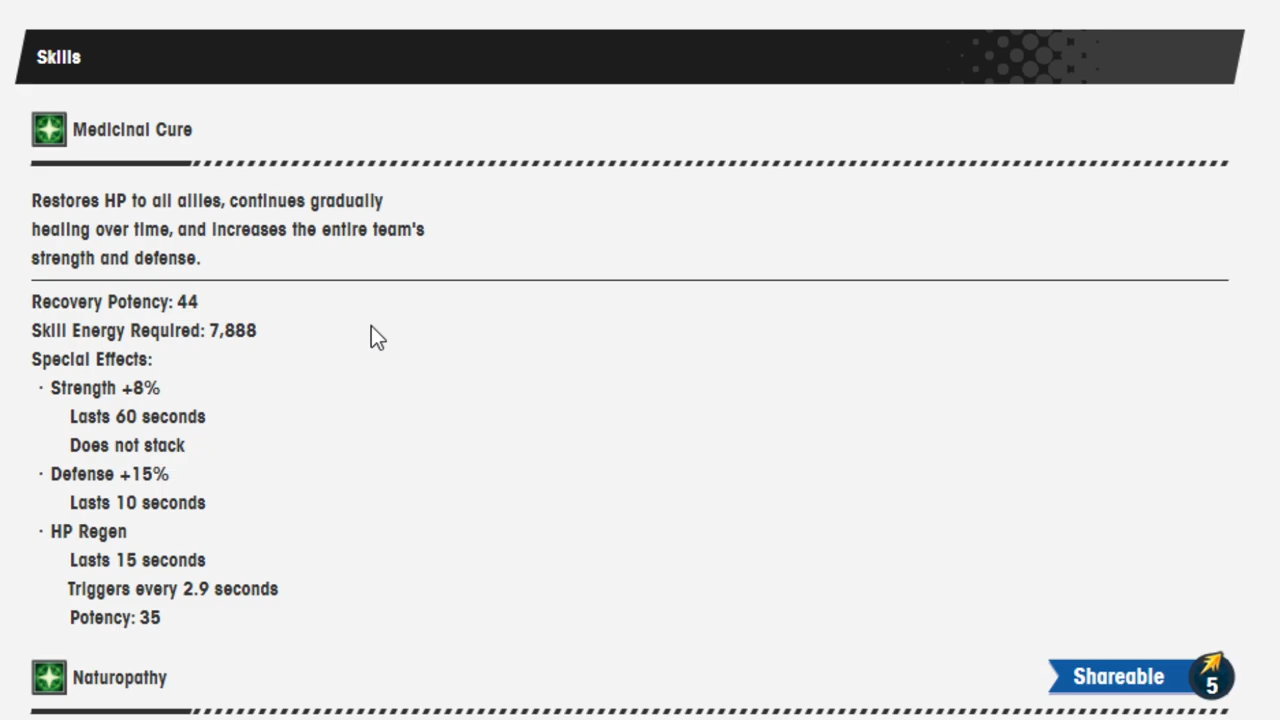 Skills
Medicinal Cure
Restores HP to all allies, continues gradually
healing over time, and increases the entire team's
strength and defense.
Recovery Potency: 44
Skill Energy Required: 7,888
Special Effects:
· Strength +8%
Lasts 60 seconds
Does not stack
· Defense +15%
Lasts 10 seconds
· HP Regen
Lasts 15 seconds
Triggers every 2.9 seconds
Potency: 35
Naturopathy
Shareable 5